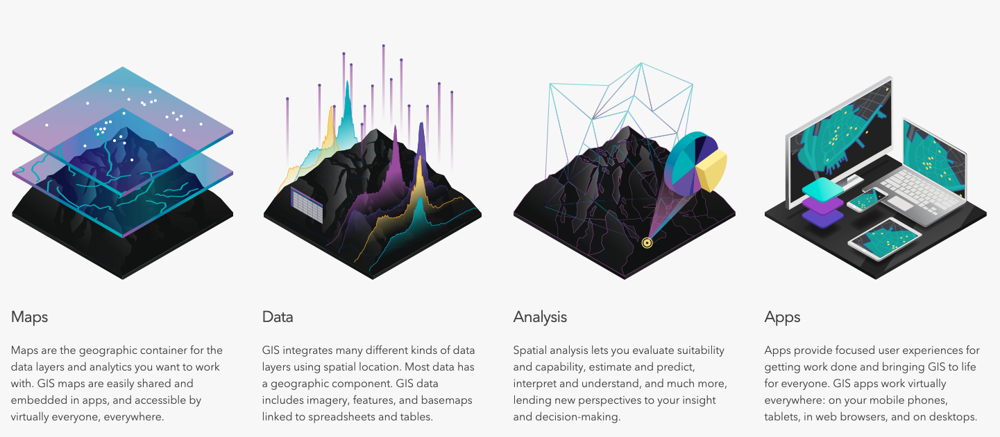 Maps
Maps are the geographic container for the
data layers and analytics you want to work
with. GIS maps are easily shared and
embedded in apps, and accessible by
virtually everyone, everywhere.
Data
GIS integrates many different kinds of data
layers using spatial location. Most data has
a geographic component. GIS data
includes imagery, features, and basemaps
linked to spreadsheets and tables.
Analysis
Spatial analysis lets you evaluate suitability
and capability, estimate and predict,
interpret and understand, and much more,
lending new perspectives to your insight
and decision-making.
Apps
Apps provide focused user experiences for
getting work done and bringing GIS to life
for everyone. GIS apps work virtually
everywhere: on your mobile phones,
tablets, in web browsers, and on desktops.